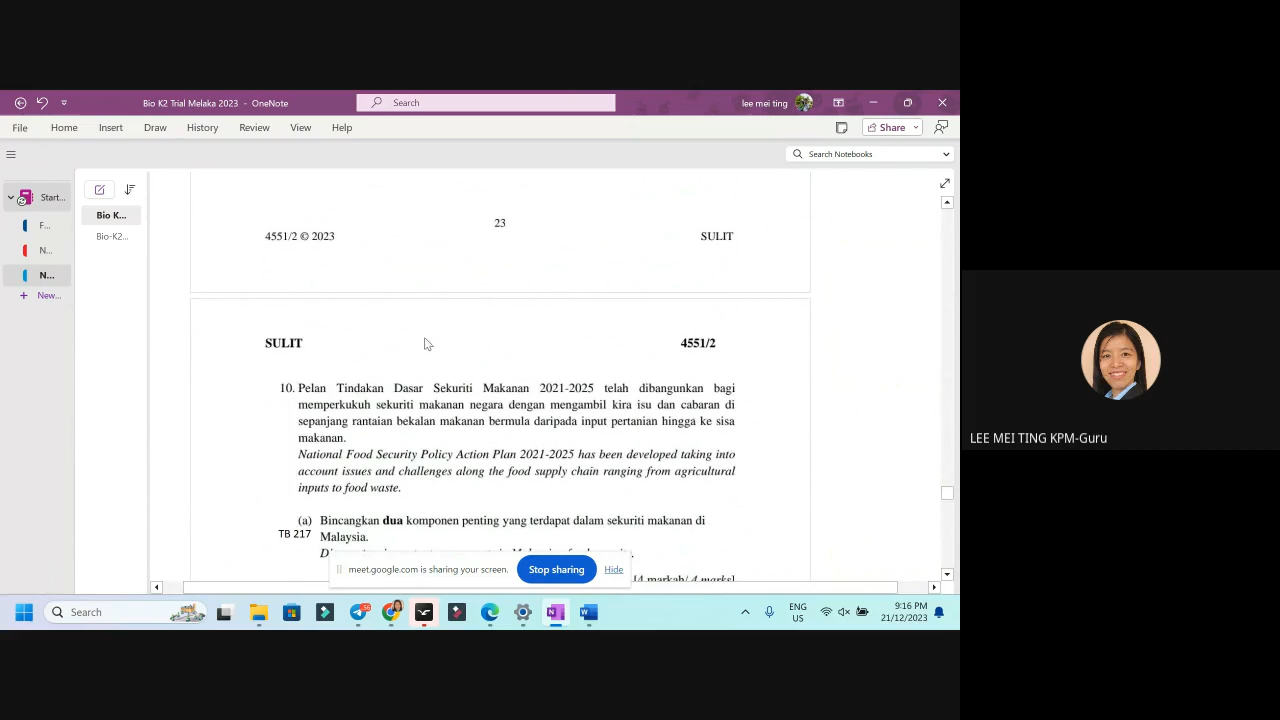 Bio K2 Trial Melaka 2023 - OneNote
Search
lee mei ting
File Home Insert Draw History Review View Help
Share
Search Notebooks
Start...
F...
N...
N...
New...
Bio K...
Bio-K2...
23
4551/2 © 2023 SULIT
SULIT 4551/2
10. Pelan Tindakan Dasar Sekuriti Makanan 2021-2025 telah dibangunkan bagi
memperkukuh sekuriti makanan negara dengan mengambil kira isu dan cabaran di
sepanjang rantaian bekalan makanan bermula daripada input pertanian hingga ke sisa
makanan.
National Food Security Policy Action Plan 2021-2025 has been developed taking into
account issues and challenges along the food supply chain ranging from agricultural
inputs to food waste.
(a) Bincangkan dua komponen penting yang terdapat dalam sekuriti makanan di
TB 217 Malaysia.
[4 markah/ 4 marks]
meet.google.com is sharing your screen. Stop sharing Hide
Search
56
ENG
US
9:16 PM
21/12/2023
LEE MEI TING KPM-Guru